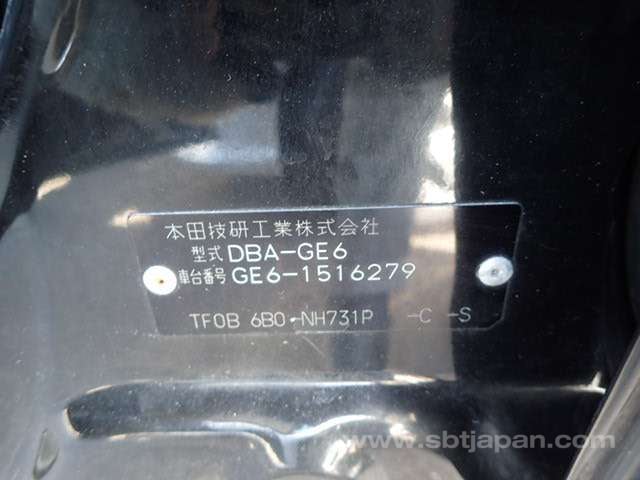 本田技研工業株式会社
型式 DBA-GE6
車台番号 GE6-1516279
TF0B 6B0-NH731P -C -S
www.sbtjapan.com